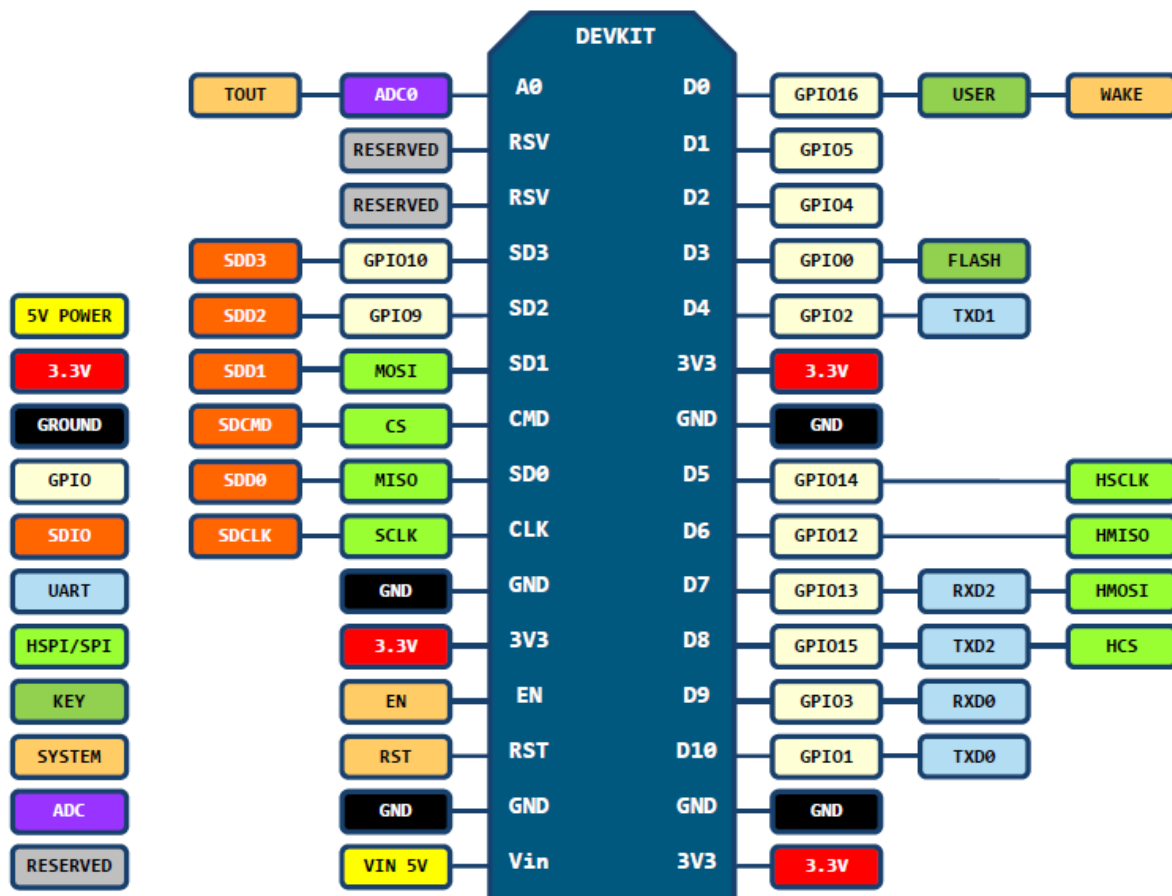 DEVKIT
TOUT ADC0 A0 D0 GPIO16 USER WAKE
RESERVED RSV D1 GPIO5
RESERVED RSV D2 GPIO4
SDD3 GPIO10 SD3 D3 GPIO0 FLASH
5V POWER SDD2 GPIO9 SD2 D4 GPIO2 TXD1
3.3V SDD1 MOSI SD1 3V3 3.3V
GROUND SDCMD CS CMD GND GND
GPIO SDD0 MISO SD0 D5 GPIO14 HSCLK
SDIO SDCLK SCLK CLK D6 GPIO12 HMISO
UART GND GND D7 GPIO13 RXD2 HMOSI
HSPI/SPI 3.3V 3V3 D8 GPIO15 TXD2 HCS
KEY EN EN D9 GPIO3 RXD0
SYSTEM RST RST D10 GPIO1 TXD0
ADC GND GND GND GND
RESERVED VIN 5V Vin 3V3 3.3V